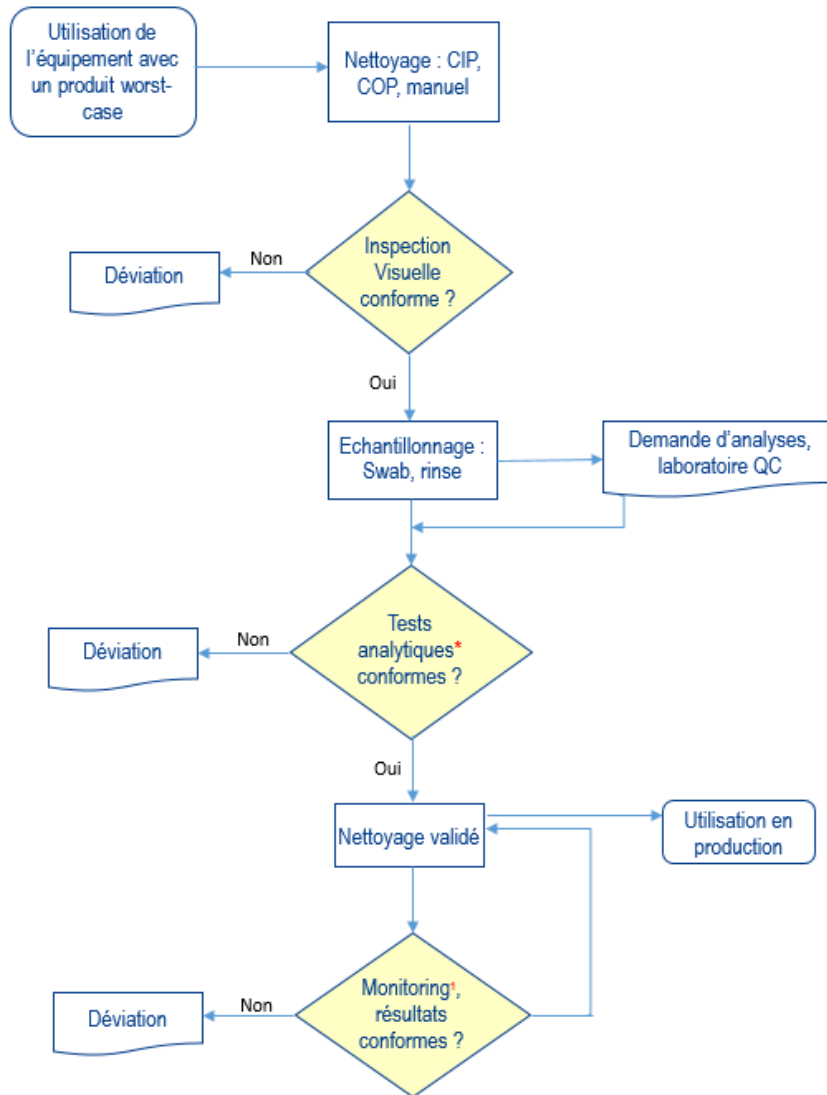 Utilisation de
l'équipement avec
un produit worst-
case
Nettoyage : CIP,
COP, manuel
Inspection
Visuelle
conforme ?
Non
Déviation
Oui
Echantillonnage :
Swab, rinse
Demande d'analyses,
laboratoire QC
Tests
analytiques*
conformes ?
Non
Déviation
Oui
Nettoyage validé
Utilisation en
production
Monitoring¹,
résultats
conformes ?
Non
Déviation